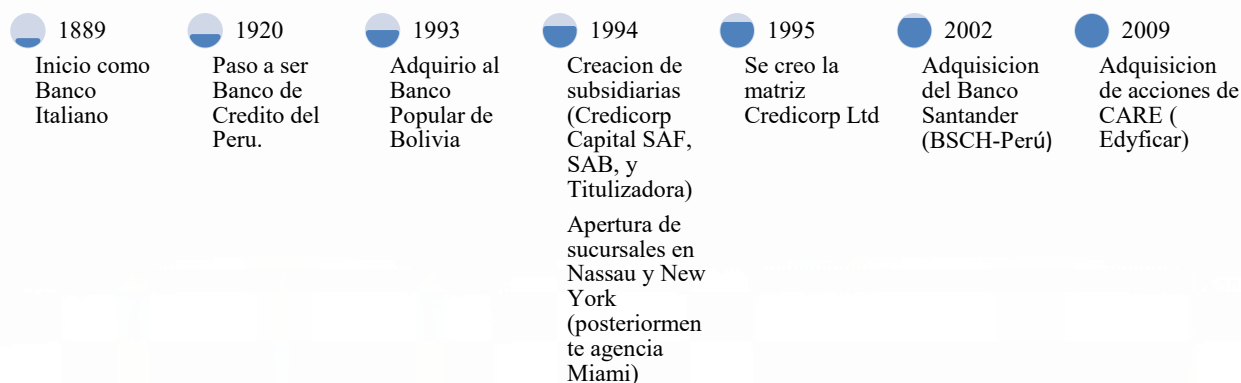 1889
Inicio como
Banco
Italiano
1920
Paso a ser
Banco de
Credito del
Peru.
1993
Adquirio al
Banco
Popular de
Bolivia
1994
Creacion de
subsidiarias
(Credicorp
Capital SAF,
SAB, y
Titulizadora)
Apertura de
sucursales en
Nassau y New
York
(posteriormen
te agencia
Miami)
1995
Se creo la
matriz
Credicorp Ltd
2002
Adquisicion
del Banco
Santander
(BSCH-Perú)
2009
Adquisicion
de acciones de
CARE (
Edyficar)